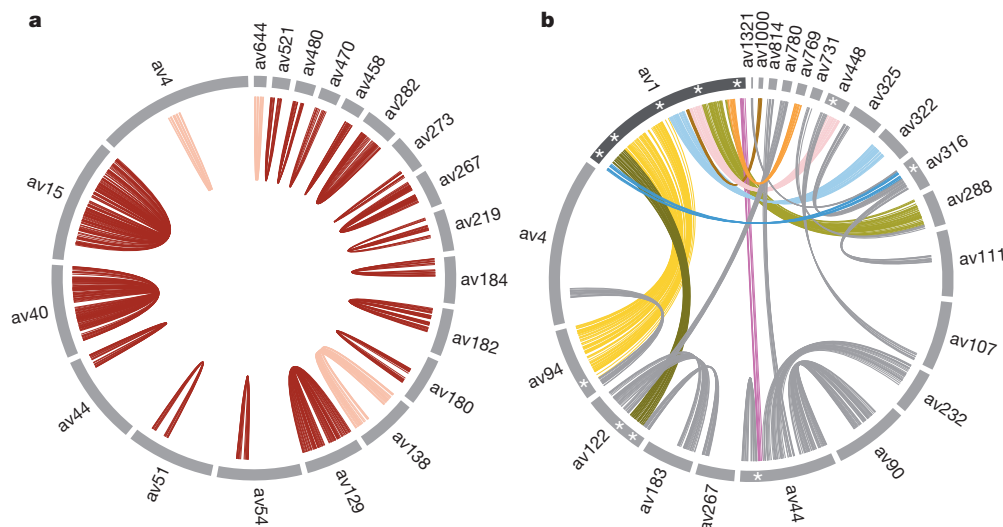 a
av4
av644
av521
av480
av470
av458
av282
av273
av267
av219
av184
av182
av180
av138
av129
av54
av51
av44
av40
av15
b
av1
* * * * *
av1321
av1000
av814
av780
av769
av731
av448
*
av325
av322
av316
*
av288
av111
av107
av232
av90
av44
*
av267
av183
av122
* *
av94
*
av4